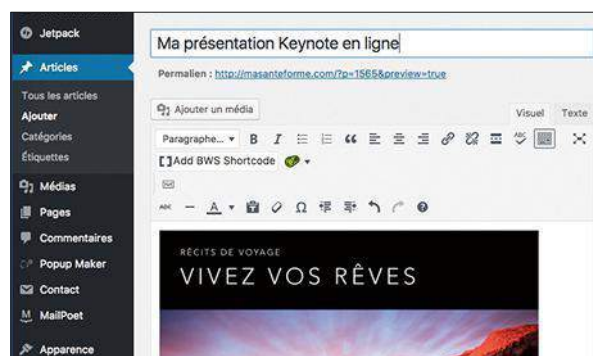 Jetpack
Articles
Tous les articles
Ajouter
Catégories
Étiquettes
Médias
Pages
Commentaires
Popup Maker
Contact
MailPoet
Apparence
Ma présentation Keynote en ligne
Permalien : http://masanteforme.com/?p=1565&preview=true
Ajouter un média
Visuel Texte
Paragraphe... B I ABC
[ ]Add BWS Shortcode
ABC A Ω
RÉCITS DE VOYAGE
VIVEZ VOS RÊVES